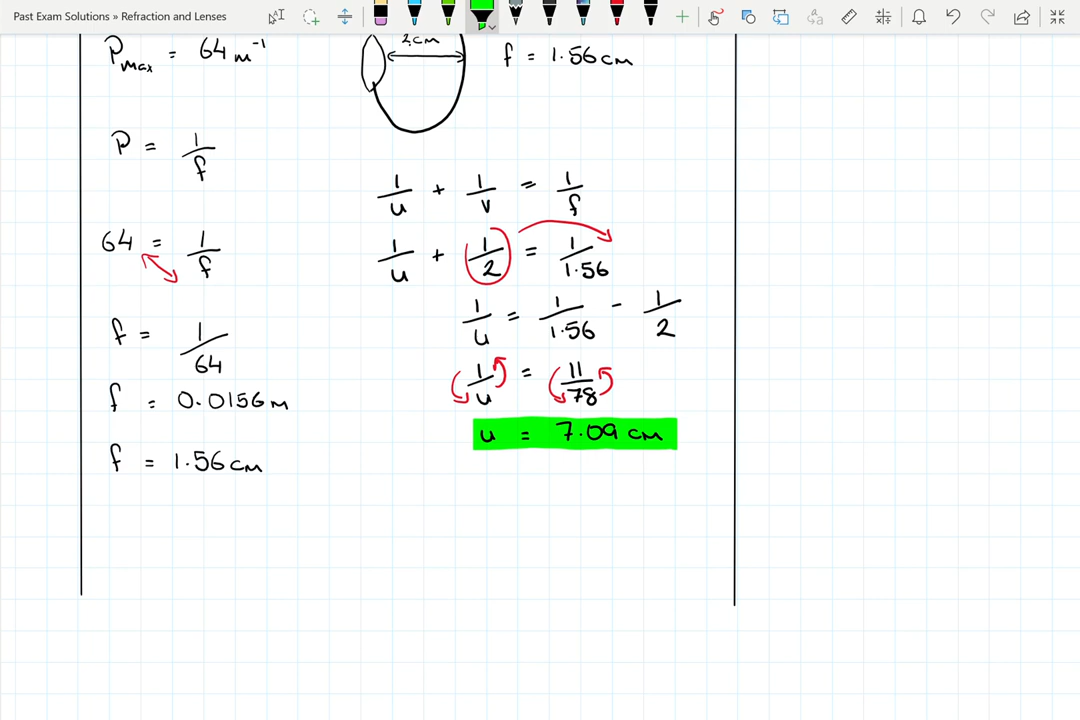 Past Exam Solutions » Refraction and Lenses
Pmax = 64 m⁻¹
P = 1/f
64 = 1/f
f = 1/64
f = 0.0156 m
f = 1.56 cm
2cm
f = 1.56 cm
1/u + 1/v = 1/f
1/u + 1/2 = 1/1.56
1/u = 1/1.56 - 1/2
1/u = 11/78
u = 7.09 cm